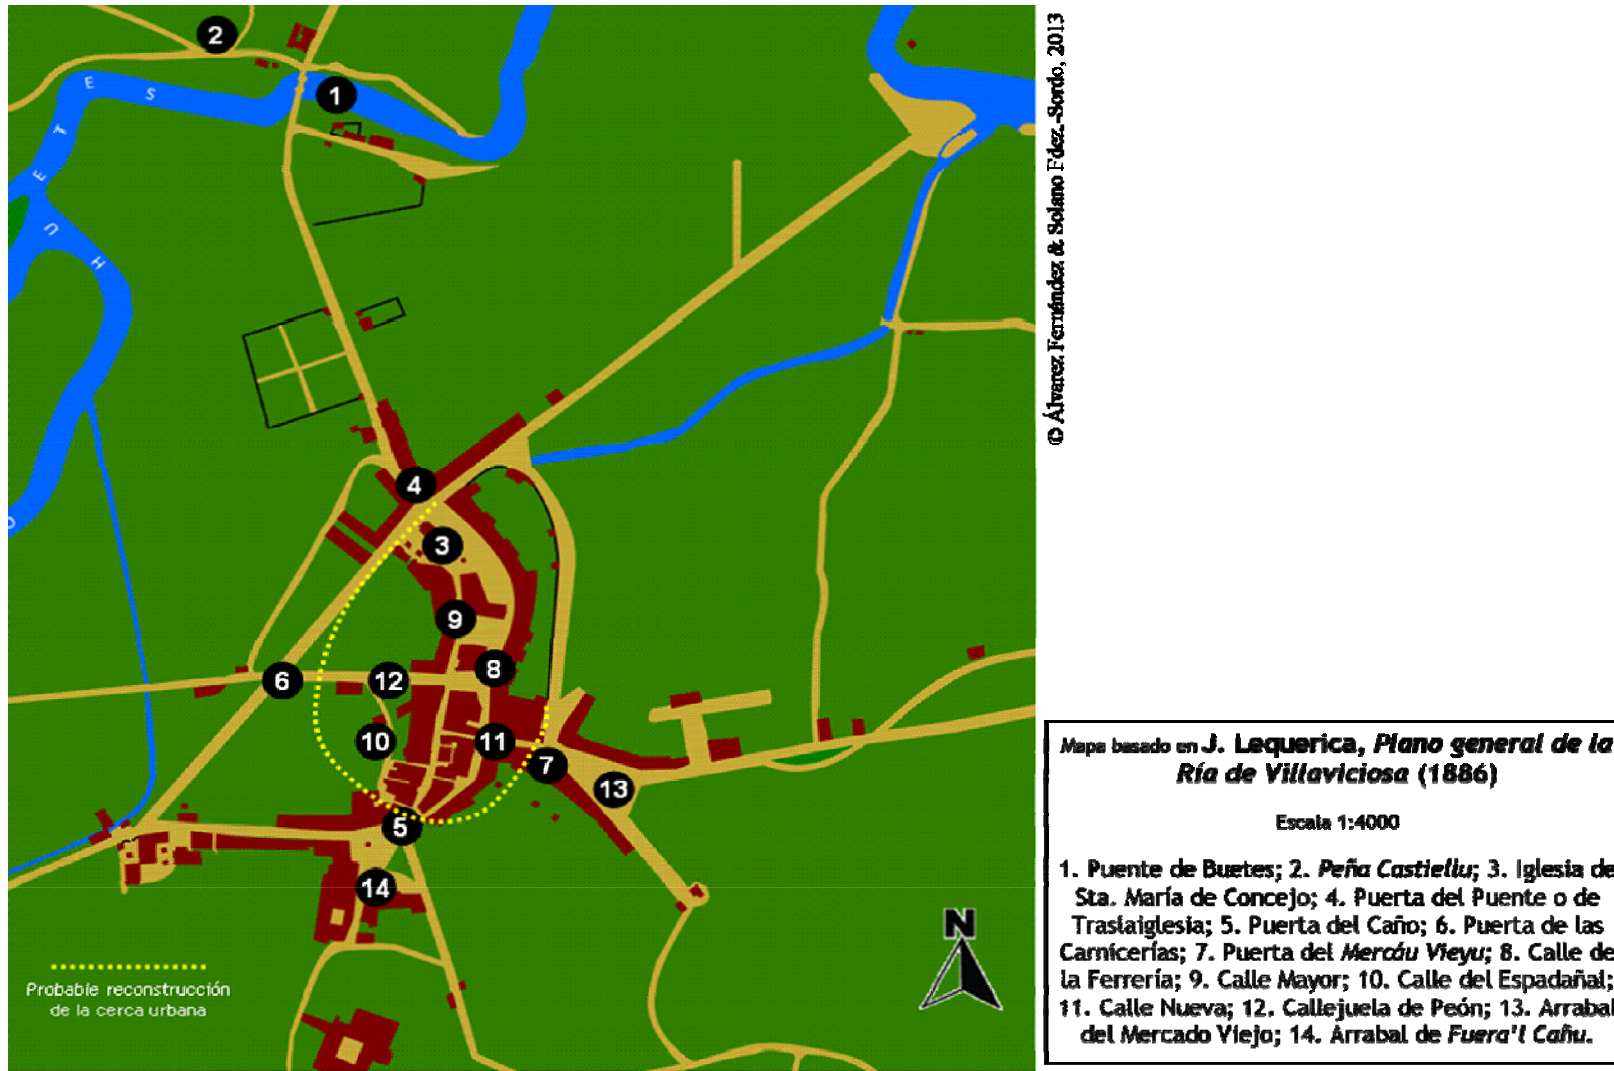 2
1
H U E T E S
O
4
3
9
8
6
12
10
11
7
13
5
14
Probable reconstrucción
de la cerca urbana
N
© Álvarez Fernández & Solano Fdez.-Sordo, 2013
Mapa basado en J. Lequerica, Plano general de la
Ría de Villaviciosa (1886)
Escala 1:4000
1. Puente de Buetes; 2. Peña Castiellu; 3. Iglesia de
Sta. María de Concejo; 4. Puerta del Puente o de
Traslaiglesia; 5. Puerta del Caño; 6. Puerta de las
Carnicerías; 7. Puerta del Mercáu Vieyu; 8. Calle de
la Ferrería; 9. Calle Mayor; 10. Calle del Espadañal;
11. Calle Nueva; 12. Callejuela de Peón; 13. Arrabal
del Mercado Viejo; 14. Arrabal de Fuera'l Cañu.